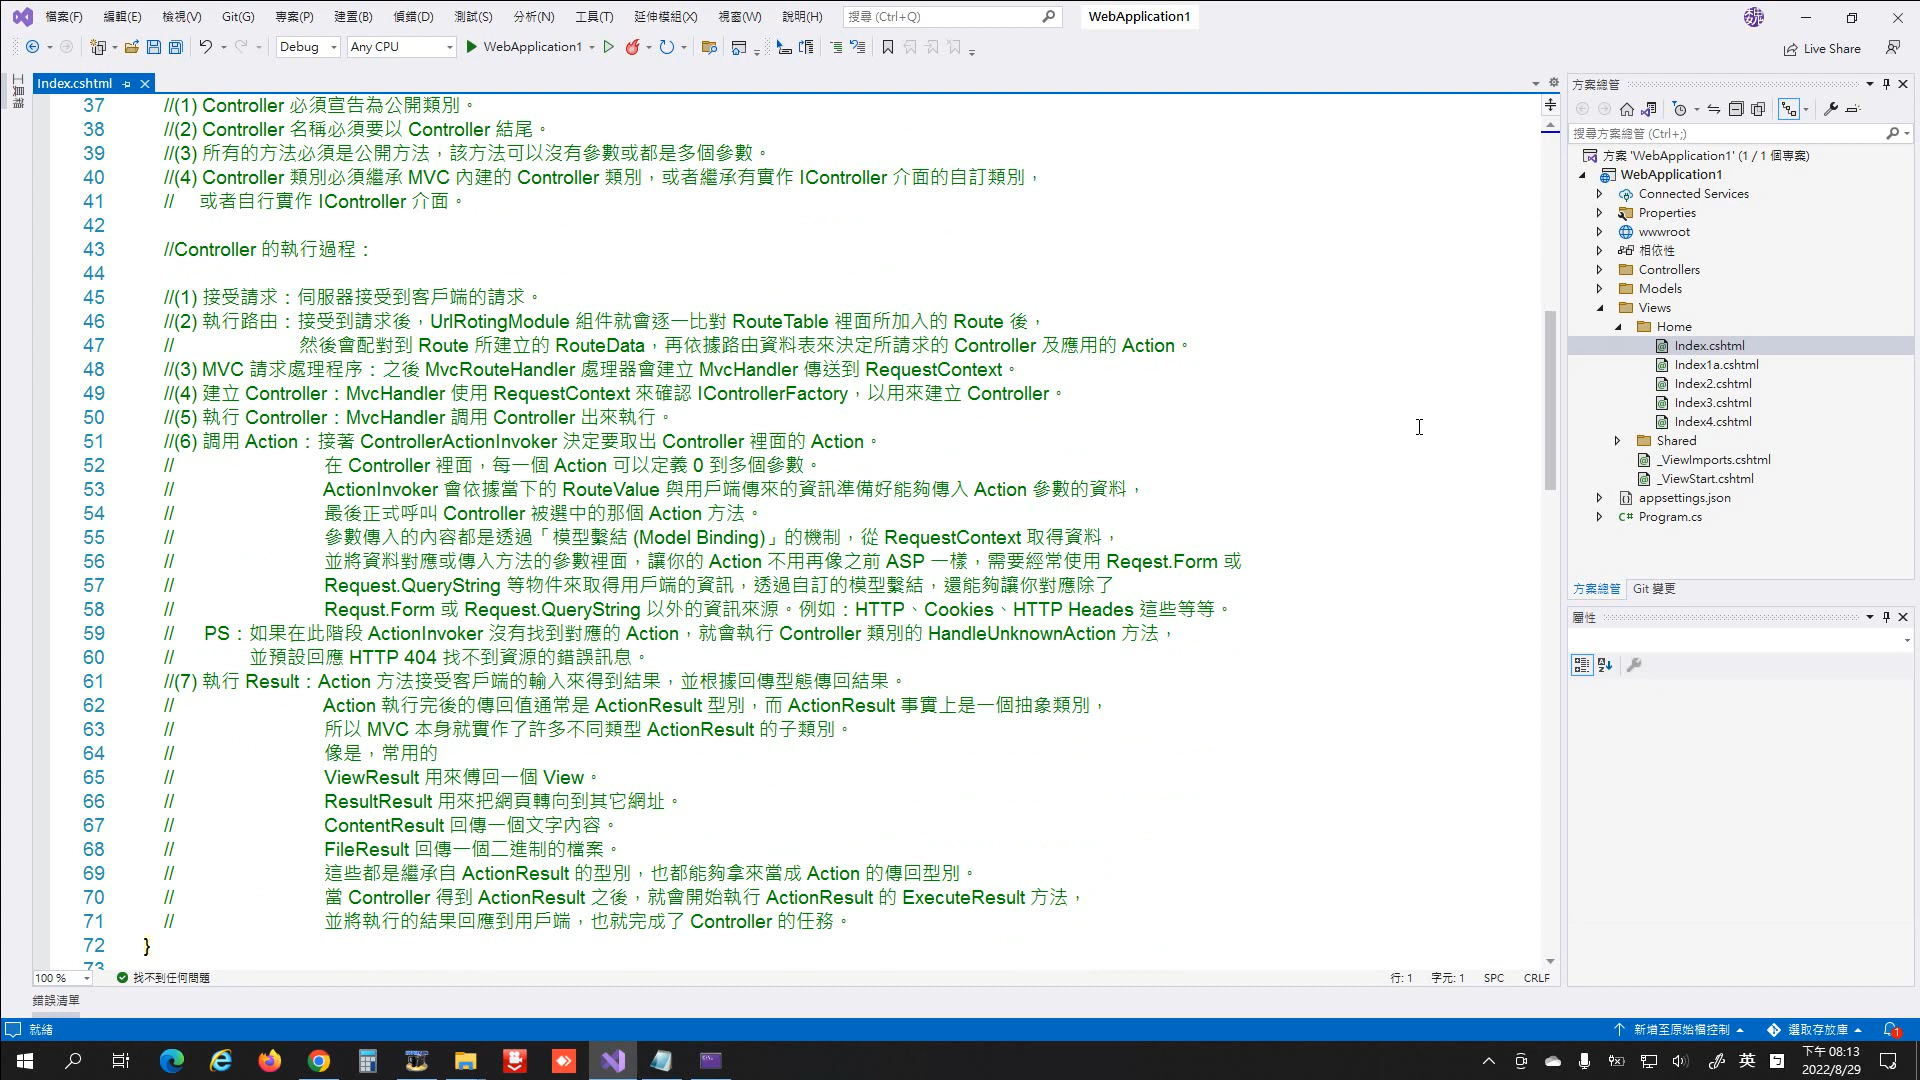 檔案(F) 編輯(E) 檢視(V) Git(G) 專案(P) 建置(B) 偵錯(D) 測試(S) 分析(N) 工具(T) 延伸模組(X) 視窗(W) 說明(H) 搜尋 (Ctrl+Q) WebApplication1
Debug Any CPU WebApplication1 Live Share
工具箱
Index.cshtml
37 //(1) Controller 必須宣告為公開類別。
38 //(2) Controller 名稱必須要以 Controller 結尾。
39 //(3) 所有的方法必須是公開方法，該方法可以沒有參數或都是多個參數。
40 //(4) Controller 類別必須繼承 MVC 內建的 Controller 類別，或者繼承有實作 IController 介面的自訂類別，
41 // 或者自行實作 IController 介面。
42
43 //Controller 的執行過程：
44
45 //(1) 接受請求：伺服器接受到客戶端的請求。
46 //(2) 執行路由：接受到請求後，UrlRotingModule 組件就會逐一比對 RouteTable 裡面所加入的 Route 後，
47 // 然後會配對到 Route 所建立的 RouteData，再依據路由資料表來決定所請求的 Controller 及應用的 Action。
48 //(3) MVC 請求處理程序：之後 MvcRouteHandler 處理器會建立 MvcHandler 傳送到 RequestContext。
49 //(4) 建立 Controller：MvcHandler 使用 RequestContext 來確認 IControllerFactory，以用來建立 Controller。
50 //(5) 執行 Controller：MvcHandler 調用 Controller 出來執行。
51 //(6) 調用 Action：接著 ControllerActionInvoker 決定要取出 Controller 裡面的 Action。
52 // 在 Controller 裡面，每一個 Action 可以定義 0 到多個參數。
53 // ActionInvoker 會依據當下的 RouteValue 與用戶端傳來的資訊準備好能夠傳入 Action 參數的資料，
54 // 最後正式呼叫 Controller 被選中的那個 Action 方法。
55 // 參數傳入的內容都是透過「模型繫結 (Model Binding)」的機制，從 RequestContext 取得資料，
56 // 並將資料對應或傳入方法的參數裡面，讓你的 Action 不用再像之前 ASP 一樣，需要經常使用 Reqest.Form 或
57 // Request.QueryString 等物件來取得用戶端的資訊，透過自訂的模型繫結，還能夠讓你對應除了
58 // Requst.Form 或 Request.QueryString 以外的資訊來源。例如：HTTP、Cookies、HTTP Heades 這些等等。
59 // PS：如果在此階段 ActionInvoker 沒有找到對應的 Action，就會執行 Controller 類別的 HandleUnknownAction 方法，
60 // 並預設回應 HTTP 404 找不到資源的錯誤訊息。
61 //(7) 執行 Result：Action 方法接受客戶端的輸入來得到結果，並根據回傳型態傳回結果。
62 // Action 執行完後的傳回值通常是 ActionResult 型別，而 ActionResult 事實上是一個抽象類別，
63 // 所以 MVC 本身就實作了許多不同類型 ActionResult 的子類別。
64 // 像是，常用的
65 // ViewResult 用來傳回一個 View。
66 // ResultResult 用來把網頁轉向到其它網址。
67 // ContentResult 回傳一個文字內容。
68 // FileResult 回傳一個二進制的檔案。
69 // 這些都是繼承自 ActionResult 的型別，也都能夠拿來當成 Action 的傳回型別。
70 // 當 Controller 得到 ActionResult 之後，就會開始執行 ActionResult 的 ExecuteResult 方法，
71 // 並將執行的結果回應到用戶端，也就完成了 Controller 的任務。
72 }
73
100 % 找不到任何問題 行: 1 字元: 1 SPC CRLF
錯誤清單
方案總管
搜尋方案總管 (Ctrl+;)
方案 'WebApplication1' (1 / 1 個專案)
WebApplication1
Connected Services
Properties
wwwroot
相依性
Controllers
Models
Views
Home
Index.cshtml
Index1a.cshtml
Index2.cshtml
Index3.cshtml
Index4.cshtml
Shared
_ViewImports.cshtml
_ViewStart.cshtml
appsettings.json
C# Program.cs
方案總管 Git 變更
屬性
就緒 新增至原始檔控制 選取存放庫 1
英 下午 08:13
2022/8/29